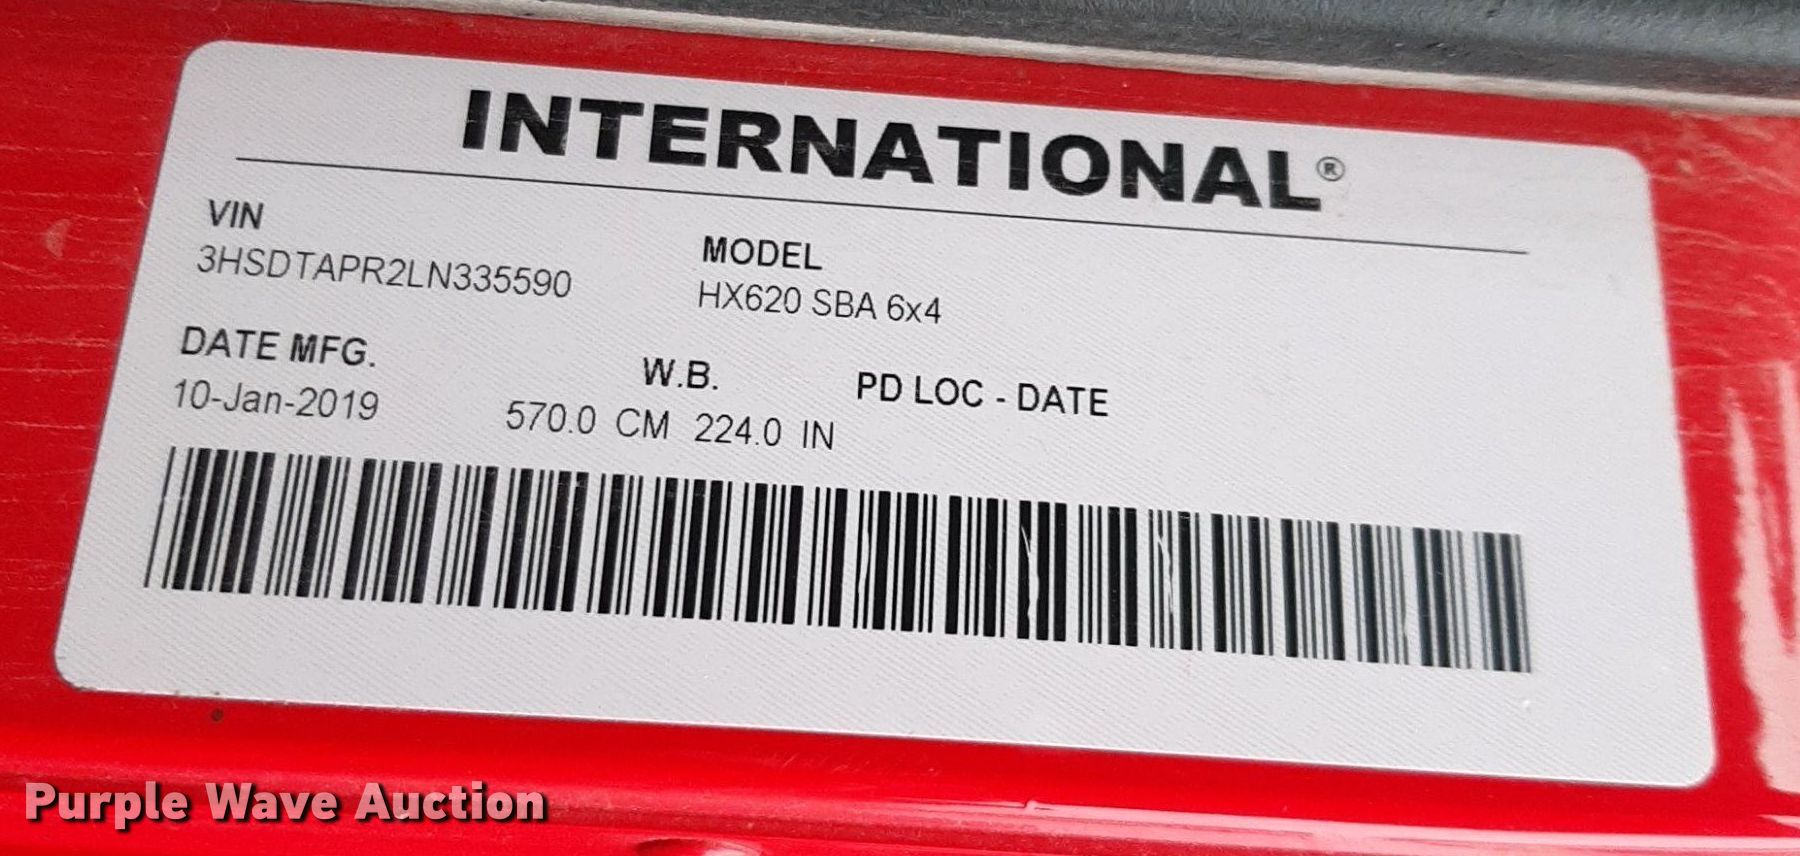 INTERNATIONAL®
VIN
3HSDTAPR2LN335590
MODEL
HX620 SBA 6x4
DATE MFG.
10-Jan-2019
W.B.
570.0 CM 224.0 IN
PD LOC - DATE
Purple Wave Auction